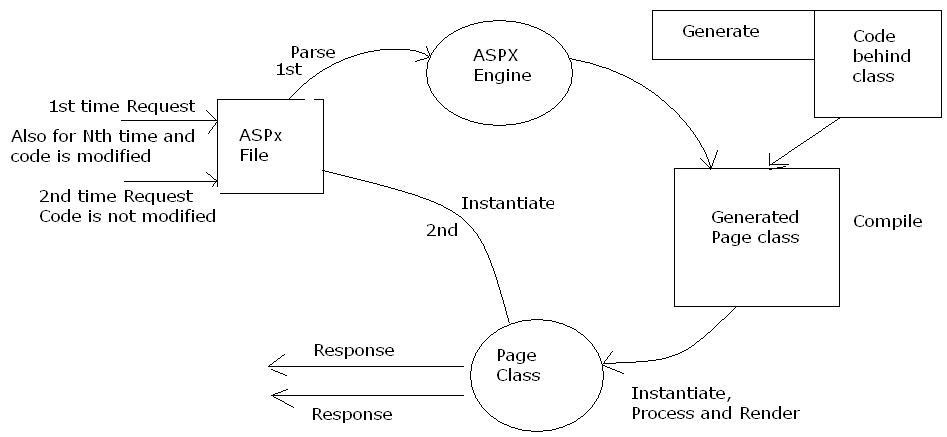 Parse
1st
ASPX
Engine
Generate
Code
behind
class
1st time Request
Also for Nth time and
code is modified
2nd time Request
Code is not modified
ASPx
File
Instantiate
2nd
Generated
Page class
Compile
Response
Response
Page
Class
Instantiate,
Process and Render